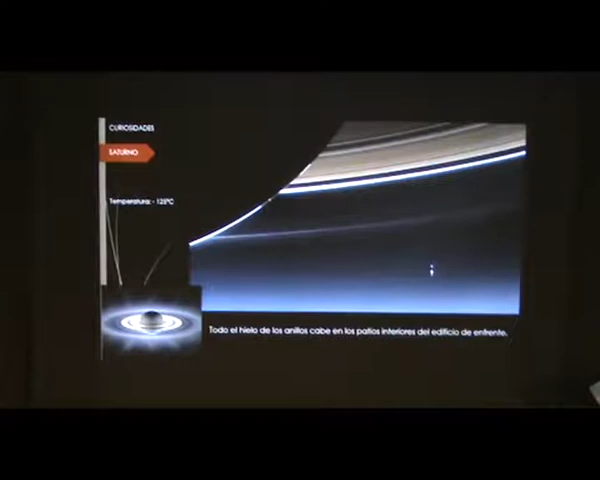 CURIOSIDADES
SATURNO
Temperatura: - 125ºC
Todo el hielo de los anillos cabe en los patios interiores del edificio de enfrente.